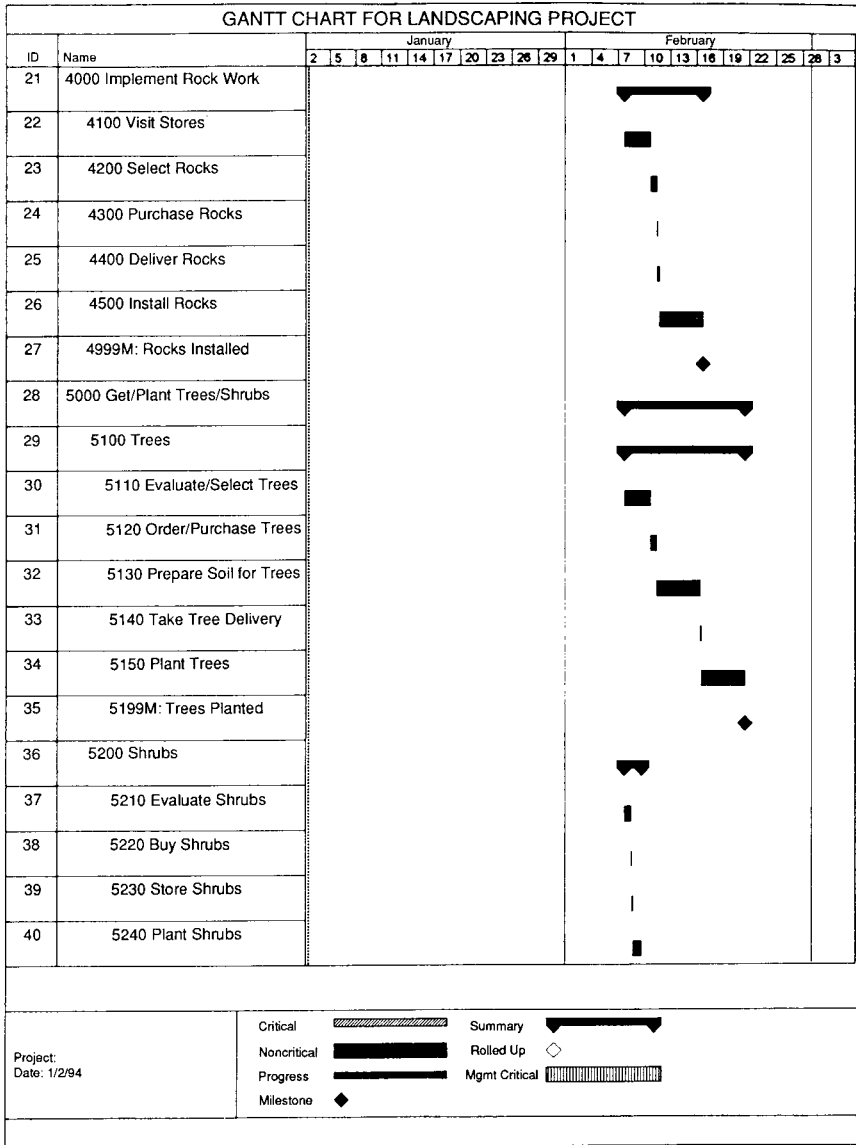 GANTT CHART FOR LANDSCAPING PROJECT
January February
ID Name 2 5 8 11 14 17 20 23 26 29 1 4 7 10 13 16 19 22 25 28 3
21 4000 Implement Rock Work
22 4100 Visit Stores
23 4200 Select Rocks
24 4300 Purchase Rocks
25 4400 Deliver Rocks
26 4500 Install Rocks
27 4999M: Rocks Installed
28 5000 Get/Plant Trees/Shrubs
29 5100 Trees
30 5110 Evaluate/Select Trees
31 5120 Order/Purchase Trees
32 5130 Prepare Soil for Trees
33 5140 Take Tree Delivery
34 5150 Plant Trees
35 5199M: Trees Planted
36 5200 Shrubs
37 5210 Evaluate Shrubs
38 5220 Buy Shrubs
39 5230 Store Shrubs
40 5240 Plant Shrubs
Project:
Date: 1/2/94
Critical Summary
Noncritical Rolled Up
Progress Mgmt Critical
Milestone